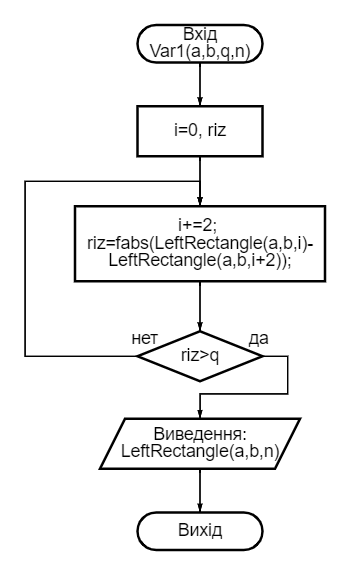 Вхід
Var1(a,b,q,n)
i=0, riz
i+=2;
riz=fabs(LeftRectangle(a,b,i)-
LeftRectangle(a,b,i+2));
нет
да
riz>q
Виведення:
LeftRectangle(a,b,n)
Вихід